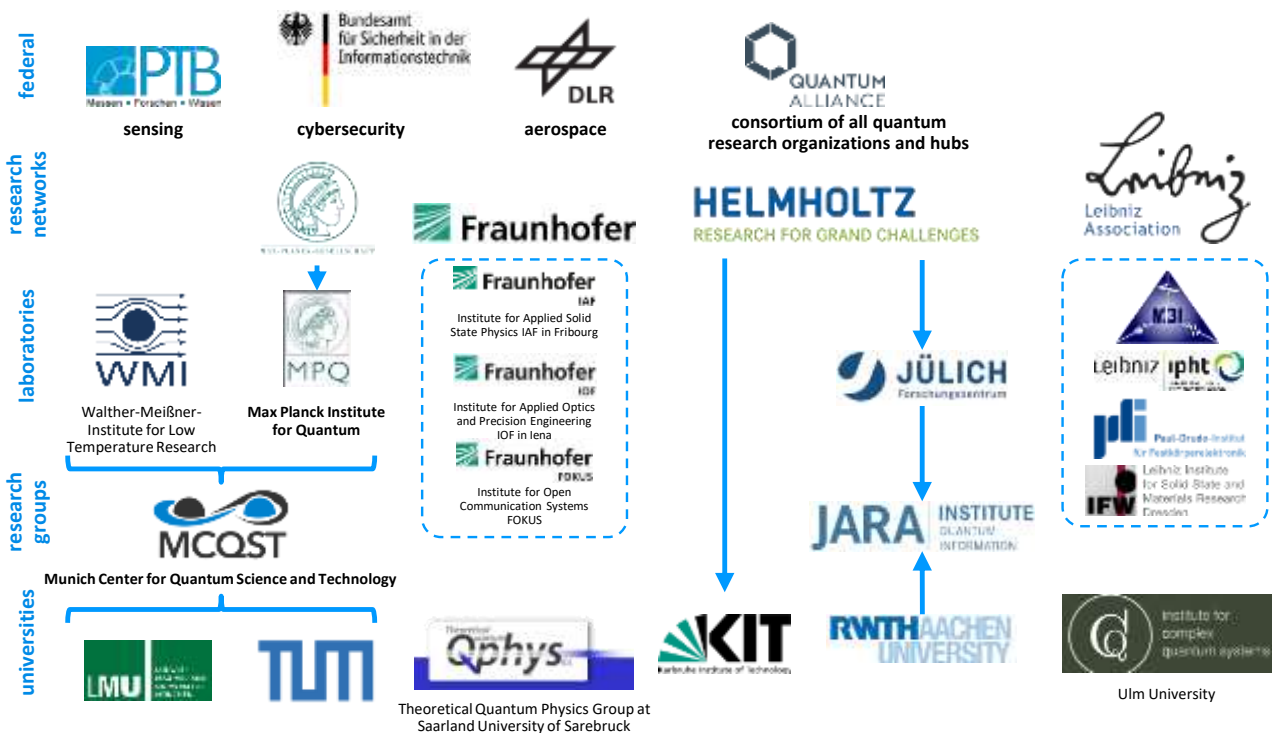 federal
PTB
Messen • Forschen • Wissen
sensing
Bundesamt
für Sicherheit in der
Informationstechnik
cybersecurity
DLR
aerospace
QUANTUM
ALLIANCE
consortium of all quantum
research organizations and hubs
research
networks
MAX-PLANCK-GESELLSCHAFT
Fraunhofer
HELMHOLTZ
RESEARCH FOR GRAND CHALLENGES
Leibniz
Leibniz
Association
laboratories
WMI
Walther-Meißner-
Institute for Low
Temperature Research
MPQ
Max Planck Institute
for Quantum
Fraunhofer
IAF
Institute for Applied Solid
State Physics IAF in Fribourg
Fraunhofer
IOF
Institute for Applied Optics
and Precision Engineering
IOF in Iena
Fraunhofer
FOKUS
Institute for Open
Communication Systems
FOKUS
JÜLICH
Forschungszentrum
MBI
Leibniz ipht
pdi
Paul-Drude-Institut
für Festkörperelektronik
IFW
Leibniz Institute
for Solid State and
Materials Research
Dresden
research
groups
MCQST
Munich Center for Quantum Science and Technology
JARA
INSTITUTE
QUANTUM
INFORMATION
universities
LMU
TUM
Theoretical
quantum
Qphys
Theoretical Quantum Physics Group at
Saarland University of Sarebruck
KIT
Karlsruhe Institute of Technology
RWTH AACHEN
UNIVERSITY
institute for
complex
quantum systems
Ulm University